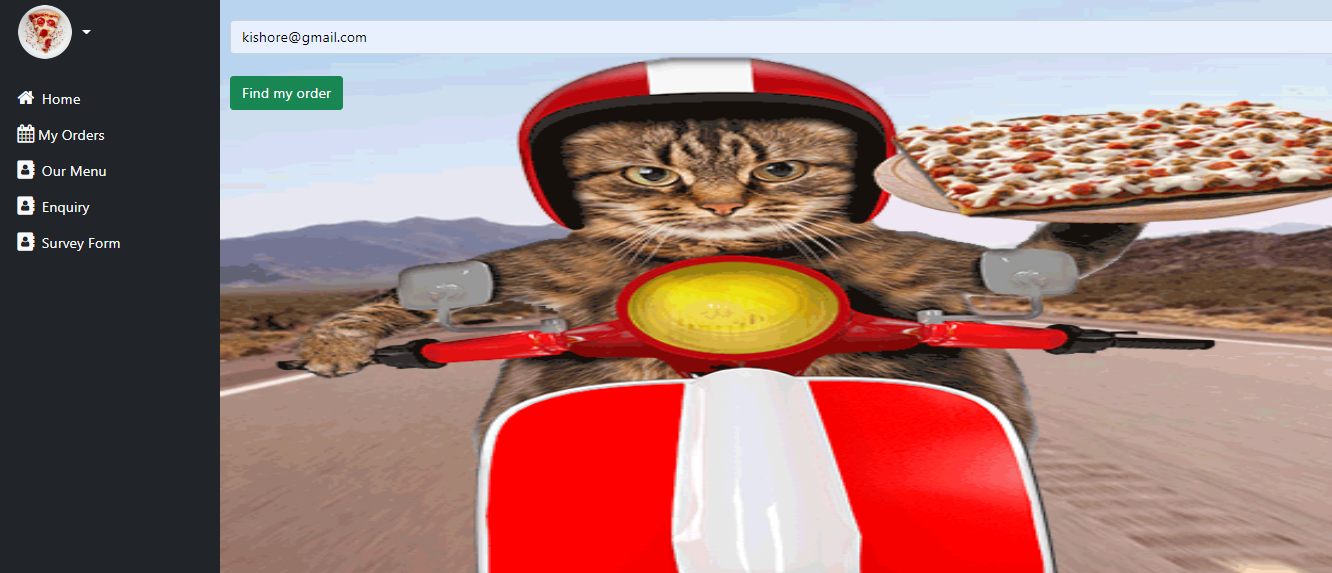 kishore@gmail.com
Find my order
Home
My Orders
Our Menu
Enquiry
Survey Form